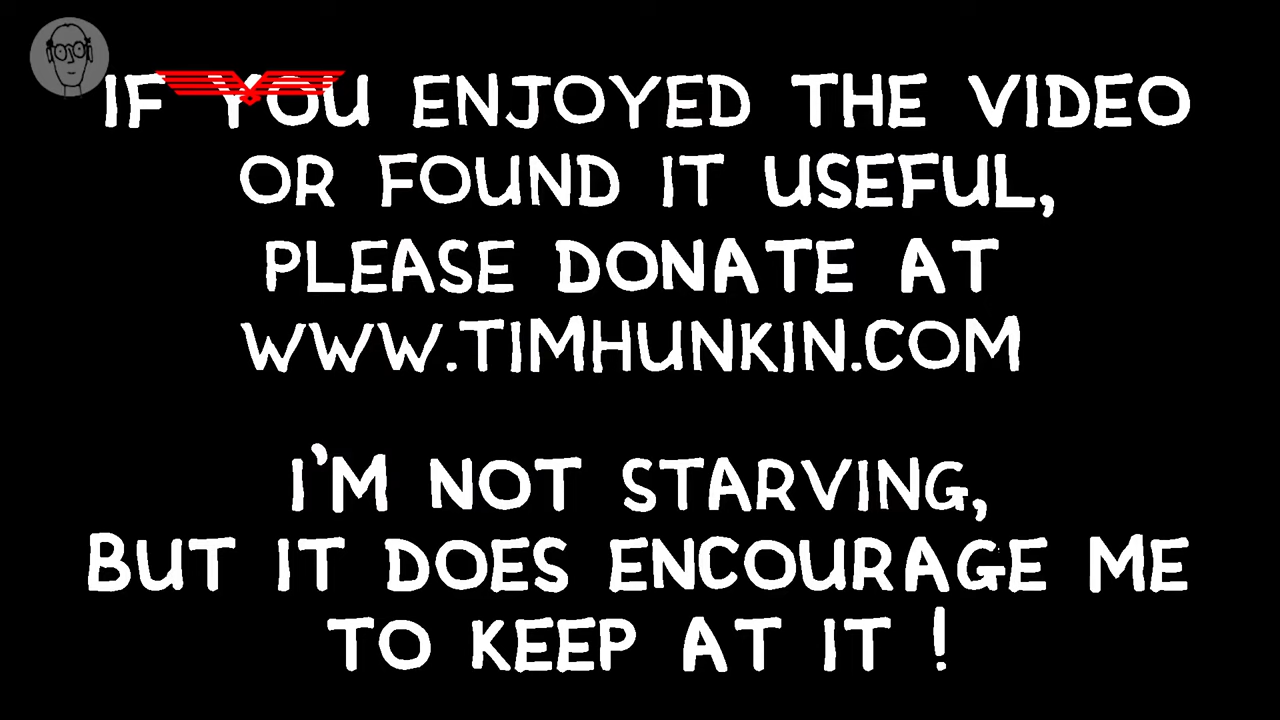 IF YOU ENJOYED THE VIDEO
OR FOUND IT USEFUL,
PLEASE DONATE AT
WWW.TIMHUNKIN.COM
I'M NOT STARVING,
BUT IT DOES ENCOURAGE ME
TO KEEP AT IT !